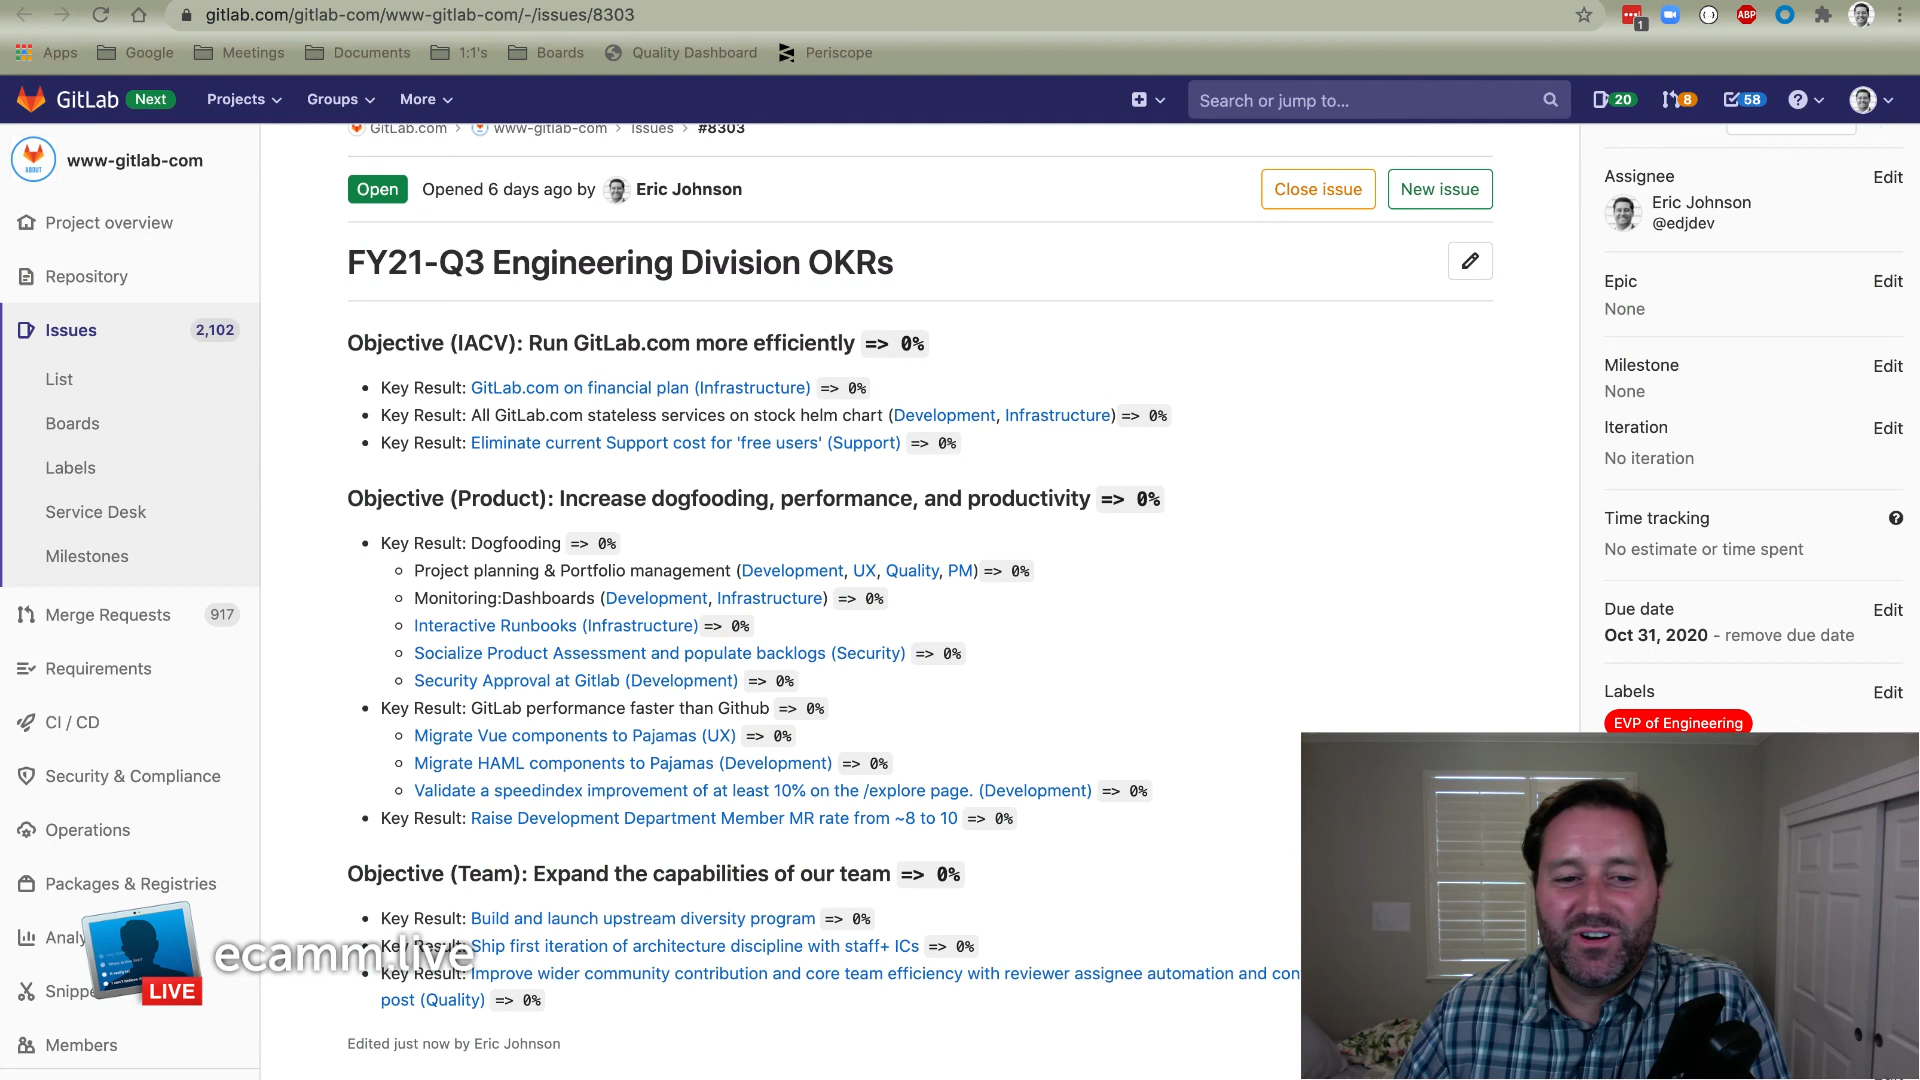 gitlab.com/gitlab-com/www-gitlab-com/-/issues/8303
1
ABP
Apps Google Meetings Documents 1:1's Boards Quality Dashboard Periscope
GitLab Next Projects Groups More Search or jump to... 20 8 58
GitLab.com > www-gitlab-com > Issues > #8303
ABOUT
www-gitlab-com
Project overview
Repository
Issues 2,102
List
Boards
Labels
Service Desk
Milestones
Merge Requests 917
Requirements
CI / CD
Security & Compliance
Operations
Packages & Registries
Analy
Snippe
Members
Open Opened 6 days ago by Eric Johnson Close issue New issue
FY21-Q3 Engineering Division OKRs
Objective (IACV): Run GitLab.com more efficiently => 0%
• Key Result: GitLab.com on financial plan (Infrastructure) => 0%
• Key Result: All GitLab.com stateless services on stock helm chart (Development, Infrastructure) => 0%
• Key Result: Eliminate current Support cost for 'free users' (Support) => 0%
Objective (Product): Increase dogfooding, performance, and productivity => 0%
• Key Result: Dogfooding => 0%
◦ Project planning & Portfolio management (Development, UX, Quality, PM) => 0%
◦ Monitoring:Dashboards (Development, Infrastructure) => 0%
◦ Interactive Runbooks (Infrastructure) => 0%
◦ Socialize Product Assessment and populate backlogs (Security) => 0%
◦ Security Approval at Gitlab (Development) => 0%
• Key Result: GitLab performance faster than Github => 0%
◦ Migrate Vue components to Pajamas (UX) => 0%
◦ Migrate HAML components to Pajamas (Development) => 0%
◦ Validate a speedindex improvement of at least 10% on the /explore page. (Development) => 0%
• Key Result: Raise Development Department Member MR rate from ~8 to 10 => 0%
Objective (Team): Expand the capabilities of our team => 0%
• Key Result: Build and launch upstream diversity program => 0%
• Key Result: Ship first iteration of architecture discipline with staff+ ICs => 0%
• Key Result: Improve wider community contribution and core team efficiency with reviewer assignee automation and con
post (Quality) => 0%
Edited just now by Eric Johnson
Assignee Edit
Eric Johnson
@edjdev
Epic Edit
None
Milestone Edit
None
Iteration Edit
No iteration
Time tracking
No estimate or time spent
Due date Edit
Oct 31, 2020 - remove due date
Labels Edit
EVP of Engineering
LIVE
ecamm.live